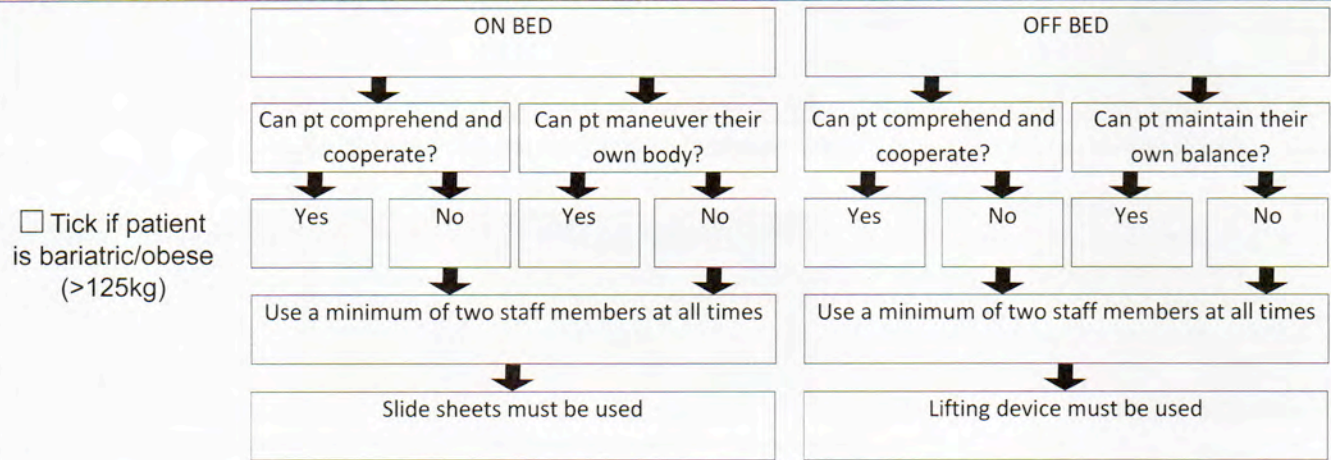 ON BED
OFF BED
Can pt comprehend and
cooperate?
Can pt maneuver their
own body?
Can pt comprehend and
cooperate?
Can pt maintain their
own balance?
☐ Tick if patient
is bariatric/obese
(>125kg)
Yes
No
Yes
No
Yes
No
Yes
No
Use a minimum of two staff members at all times
Use a minimum of two staff members at all times
Slide sheets must be used
Lifting device must be used